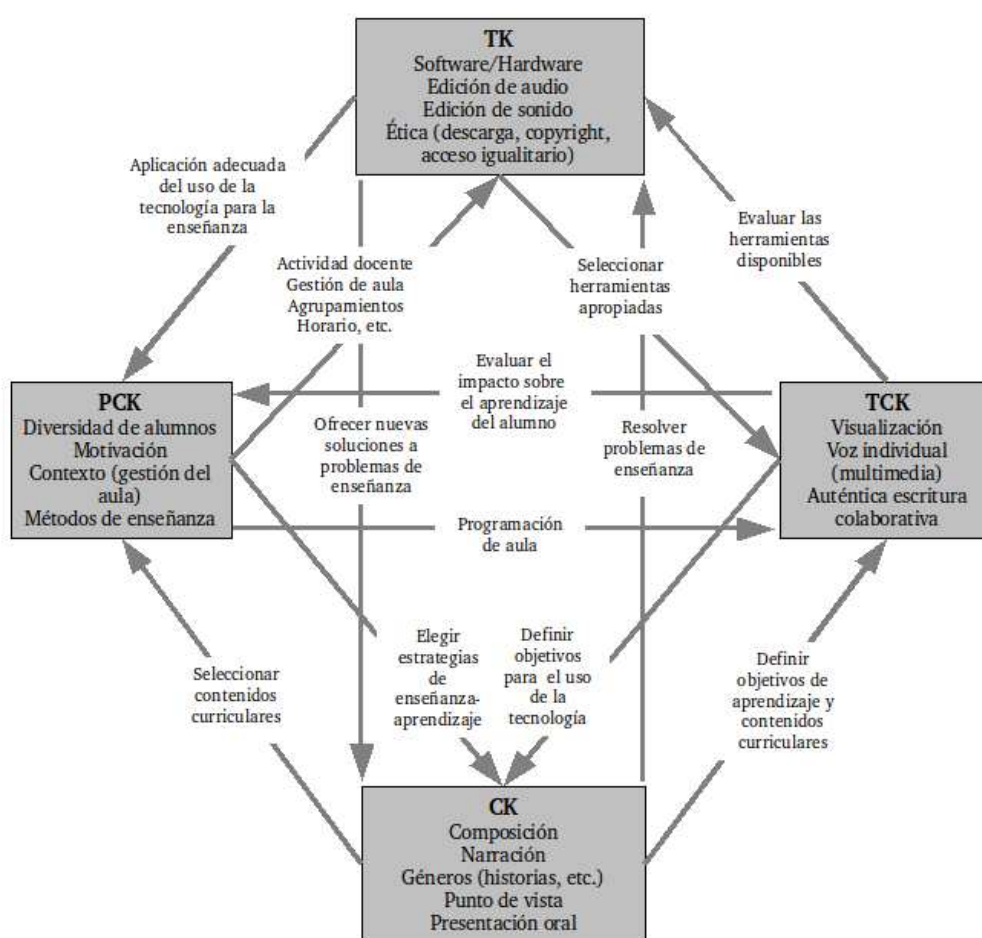 TK
Software/Hardware
Edición de audio
Edición de sonido
Ética (descarga, copyright,
acceso igualitario)
Aplicación adecuada
del uso de la
tecnología para la
enseñanza
Actividad docente
Gestión de aula
Agrupamientos
Horario, etc.
Seleccionar
herramientas
apropiadas
Evaluar las
herramientas
disponibles
PCK
Diversidad de alumnos
Motivación
Contexto (gestión del
aula)
Métodos de enseñanza
Ofrecer nuevas
soluciones a
problemas de
enseñanza
Evaluar el
impacto sobre
el aprendizaje
del alumno
Resolver
problemas de
enseñanza
TCK
Visualización
Voz individual
(multimedia)
Auténtica escritura
colaborativa
Programación
de aula
Seleccionar
contenidos
curriculares
Elegir
estrategias
de
enseñanza-
aprendizaje
Definir
objetivos
para el uso
de la
tecnología
Definir
objetivos de
aprendizaje y
contenidos
curriculares
CK
Composición
Narración
Géneros (historias, etc.)
Punto de vista
Presentación oral